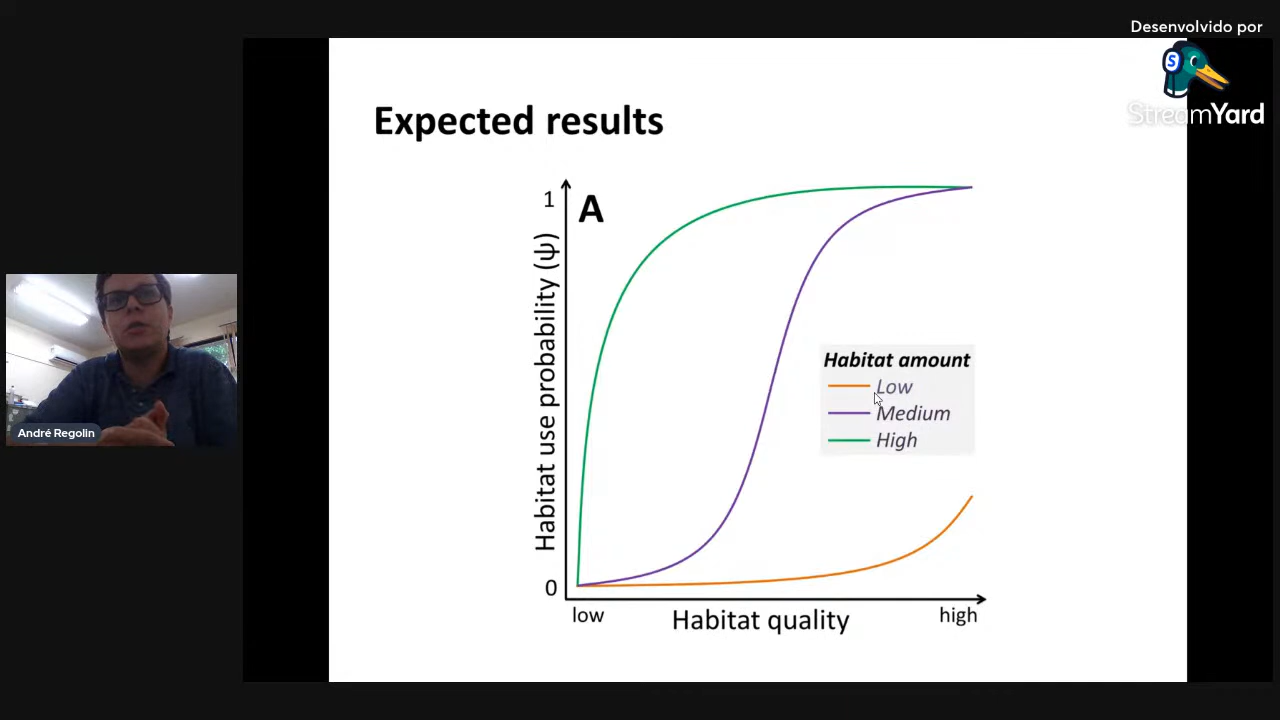 Desenvolvido por
StreamYard
Expected results
1
A
Habitat use probability (ψ)
Habitat amount
Low
Medium
High
0
low
Habitat quality
high
André Regolin